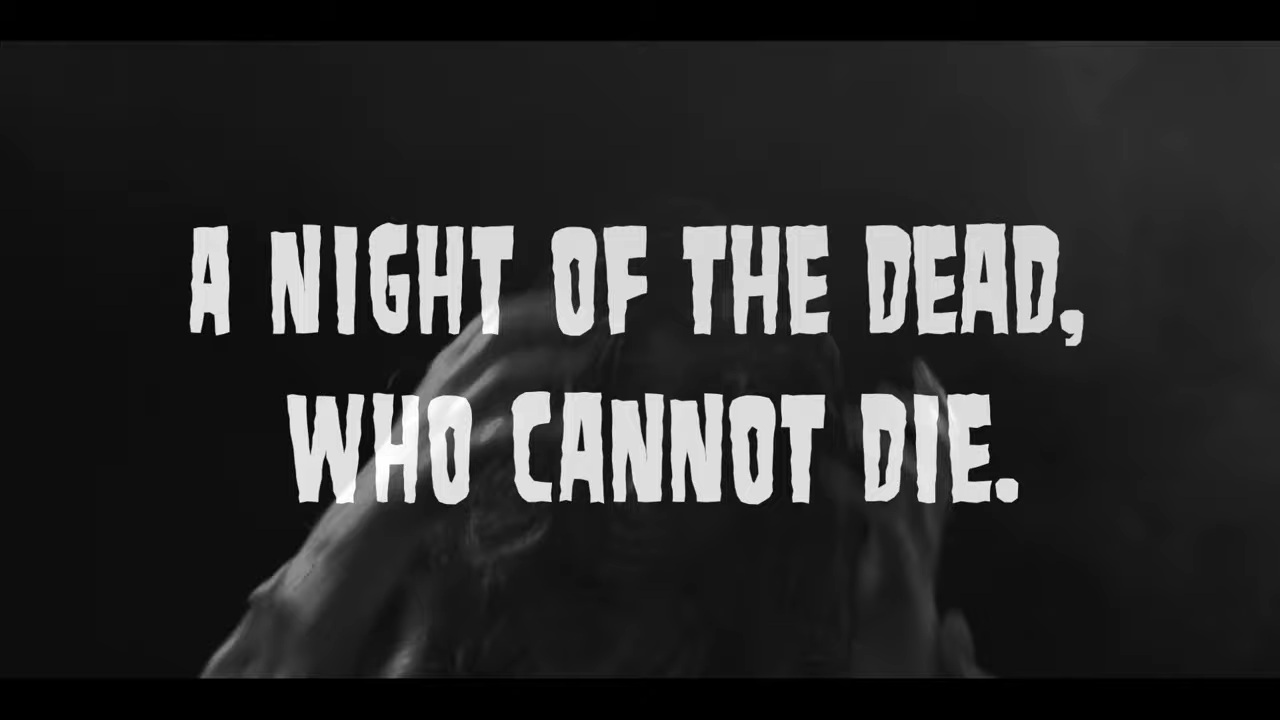 A NIGHT OF THE DEAD,
WHO CANNOT DIE.